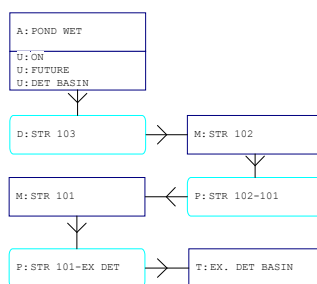 A:POND WET
U:ON
U:FUTURE
U:DET BASIN
D:STR 103
M:STR 102
P:STR 102-101
M:STR 101
P:STR 101-EX DET
T:EX. DET BASIN